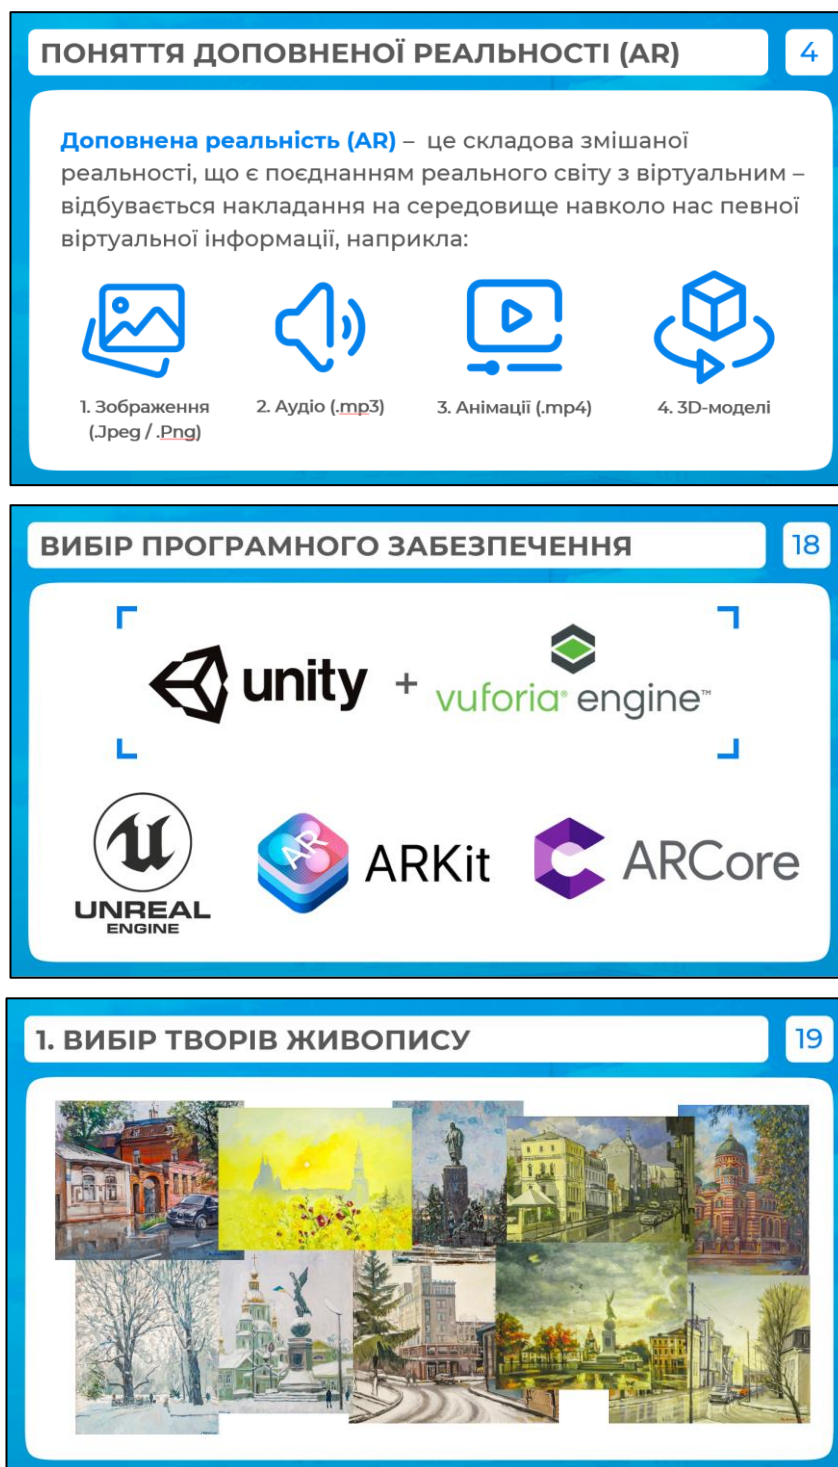 ПОНЯТТЯ ДОПОВНЕНОЇ РЕАЛЬНОСТІ (AR)
4
Доповнена реальність (AR) – це складова змішаної
реальності, що є поєднанням реального світу з віртуальним –
відбувається накладання на середовище навколо нас певної
віртуальної інформації, наприкла:
1. Зображення
(.Jpeg / .Png)
2. Аудіо (.mp3)
3. Анімації (.mp4)
4. 3D-моделі
ВИБІР ПРОГРАМНОГО ЗАБЕЗПЕЧЕННЯ
18
unity + vuforia® engine™
UNREAL
ENGINE
AR
ARKit
ARCore
1. ВИБІР ТВОРІВ ЖИВОПИСУ
19